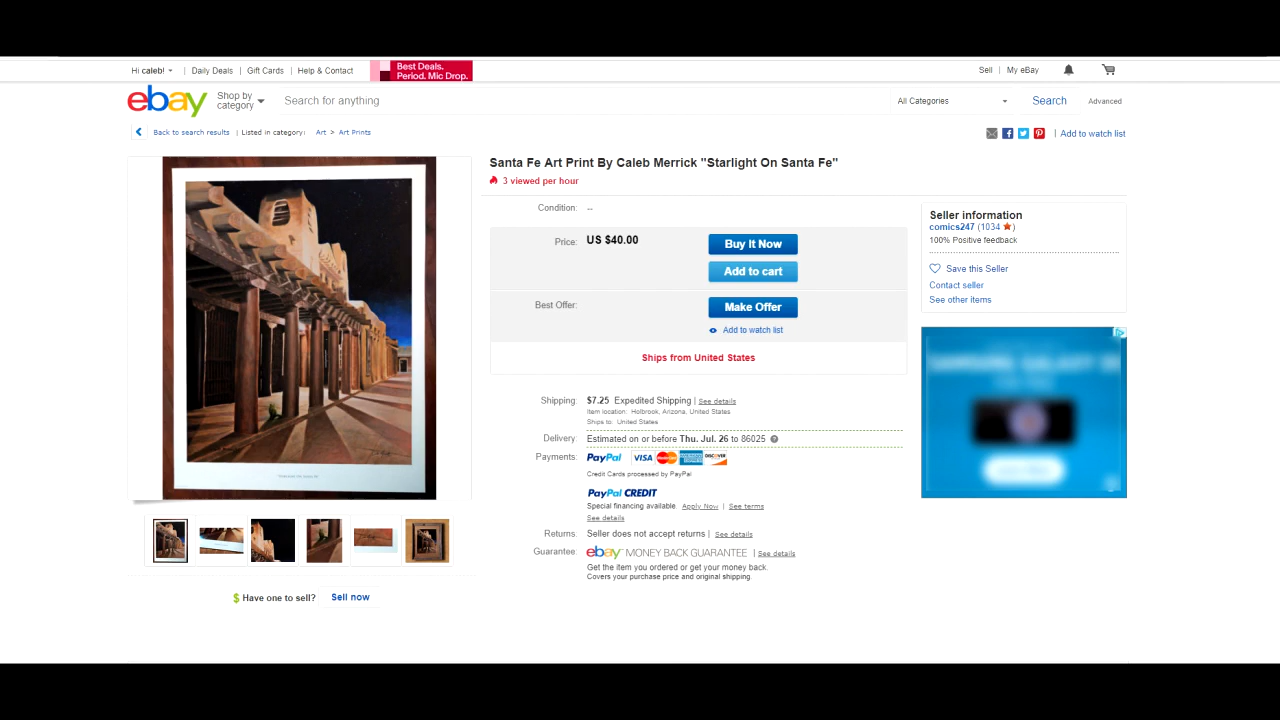 Hi caleb! Daily Deals Gift Cards Help & Contact
Best Deals.
Period. Mic Drop.
Sell My eBay
ebay Shop by category Search for anything All Categories Search Advanced
Back to search results | Listed in category: Art > Art Prints
| Add to watch list
Santa Fe Art Print By Caleb Merrick "Starlight On Santa Fe"
3 viewed per hour
Condition: --
Price: US $40.00 Buy It Now
Add to cart
Best Offer: Make Offer
Add to watch list
Ships from United States
Seller information
comics247 (1034)
100% Positive feedback
Save this Seller
Contact seller
See other items
Shipping: $7.25 Expedited Shipping | See details
Item location: Holbrook, Arizona, United States
Ships to: United States
Delivery: Estimated on or before Thu. Jul. 26 to 86025
Payments: PayPal VISA MasterCard AMERICAN EXPRESS DISCOVER
Credit Cards processed by PayPal
PayPal CREDIT
Special financing available. Apply Now | See terms
See details
Returns: Seller does not accept returns | See details
Guarantee: ebay MONEY BACK GUARANTEE | See details
Get the item you ordered or get your money back.
Covers your purchase price and original shipping.
$ Have one to sell? Sell now